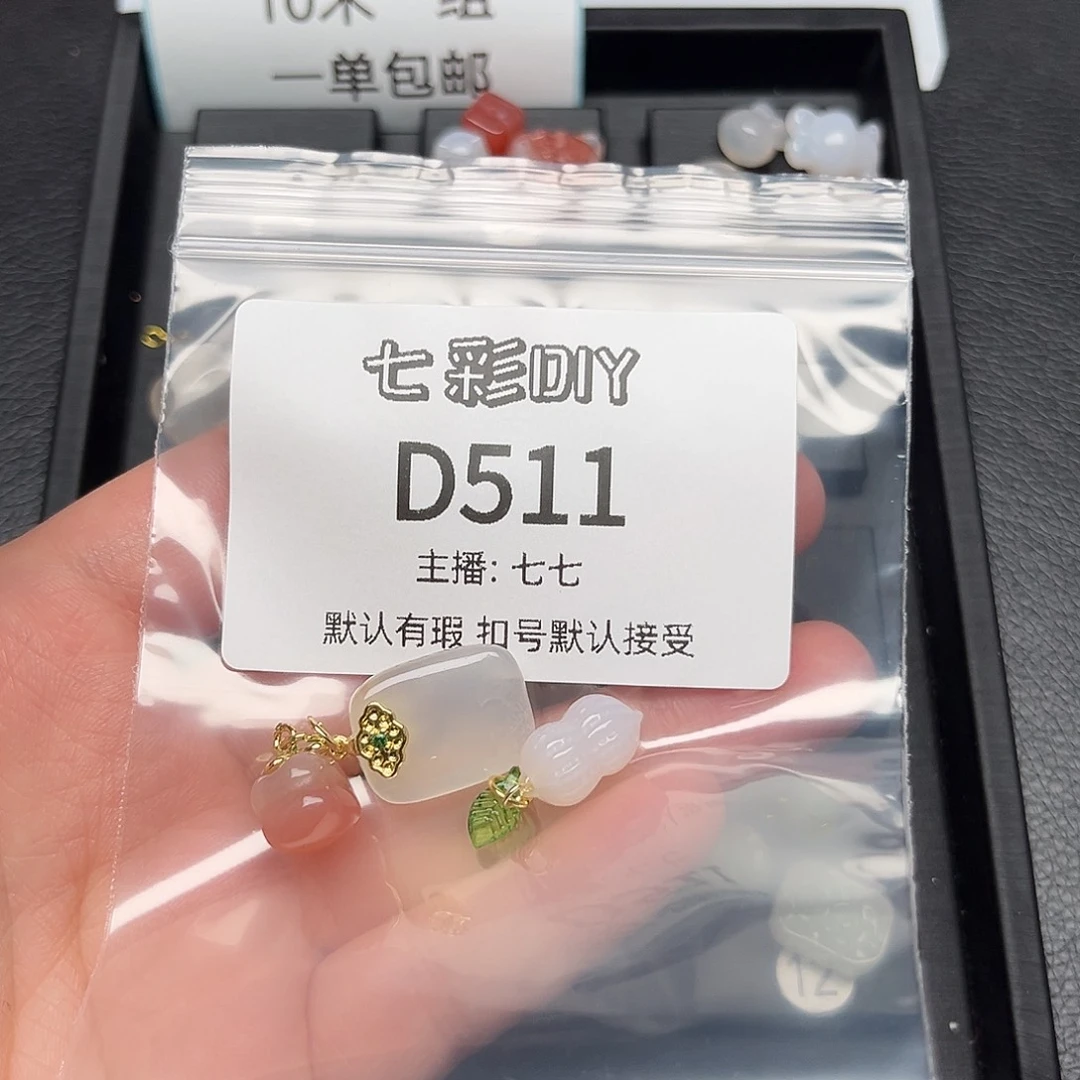 一单包邮
七彩DIY
D511
主播: 七七
默认有瑕 扣号默认接受
12